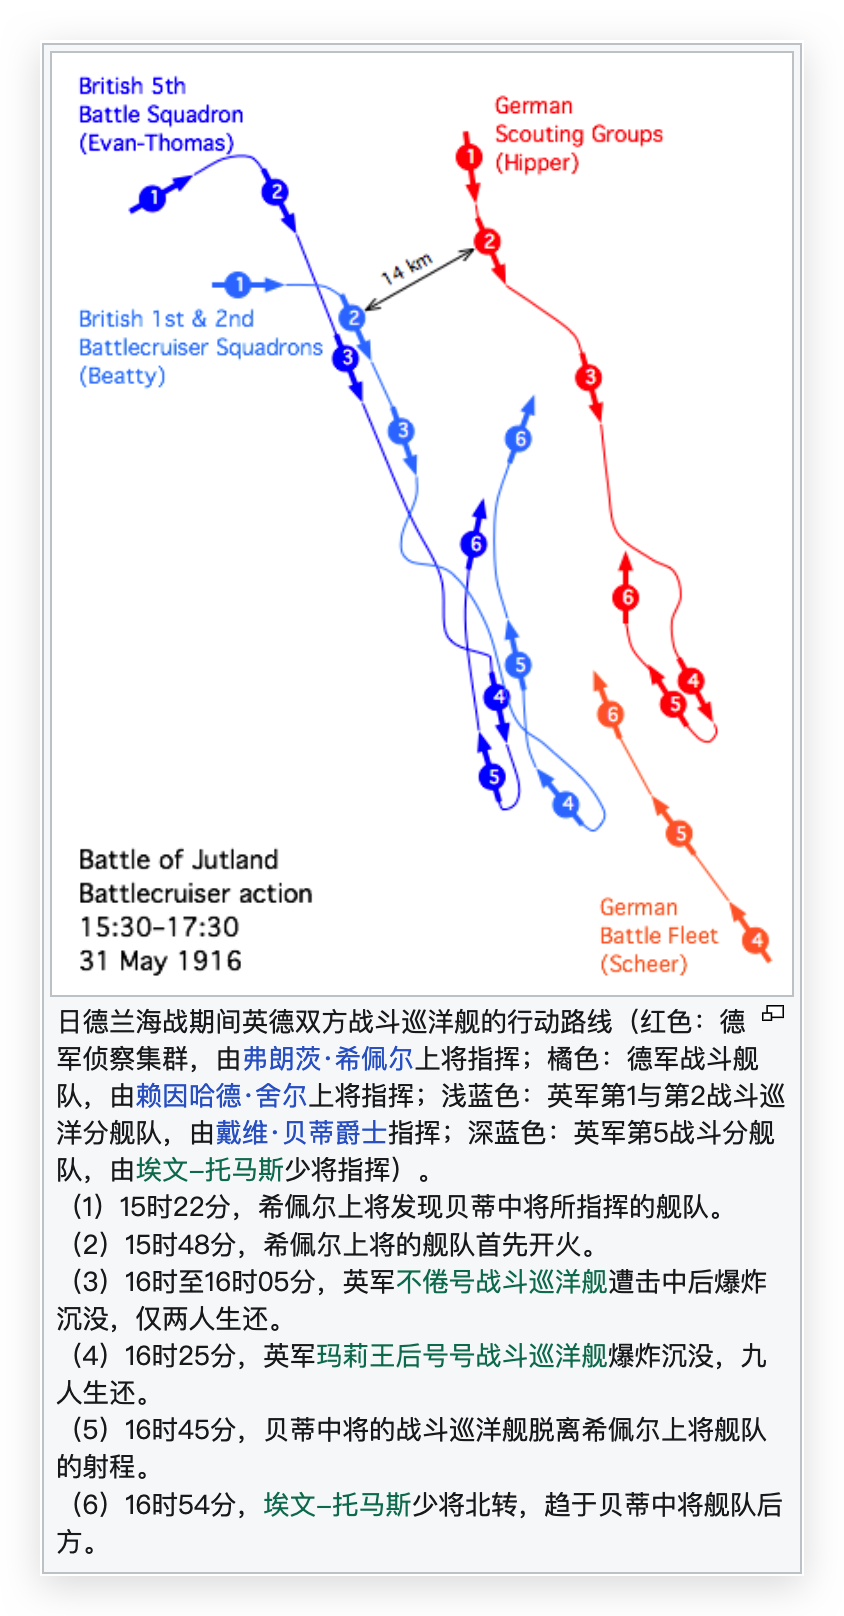 British 5th
Battle Squadron
(Evan-Thomas)
German
Scouting Groups
(Hipper)
1
1
2
2
14 km
1
2
British 1st & 2nd
Battlecruiser Squadrons
(Beatty)
3
3
3
6
6
6
5
4
4
5
6
5
4
5
4
Battle of Jutland
Battlecruiser action
15:30–17:30
31 May 1916
German
Battle Fleet
(Scheer)
日德兰海战期间英德双方战斗巡洋舰的行动路线（红色：德
军侦察集群，由弗朗茨·希佩尔上将指挥；橘色：德军战斗舰
队，由赖因哈德·舍尔上将指挥；浅蓝色：英军第1与第2战斗巡
洋分舰队，由戴维·贝蒂爵士指挥；深蓝色：英军第5战斗分舰
队，由埃文–托马斯少将指挥）。
（1）15时22分，希佩尔上将发现贝蒂中将所指挥的舰队。
（2）15时48分，希佩尔上将的舰队首先开火。
（3）16时至16时05分，英军不倦号战斗巡洋舰遭击中后爆炸
沉没，仅两人生还。
（4）16时25分，英军玛莉王后号号战斗巡洋舰爆炸沉没，九
人生还。
（5）16时45分，贝蒂中将的战斗巡洋舰脱离希佩尔上将舰队
的射程。
（6）16时54分，埃文–托马斯少将北转，趋于贝蒂中将舰队后
方。